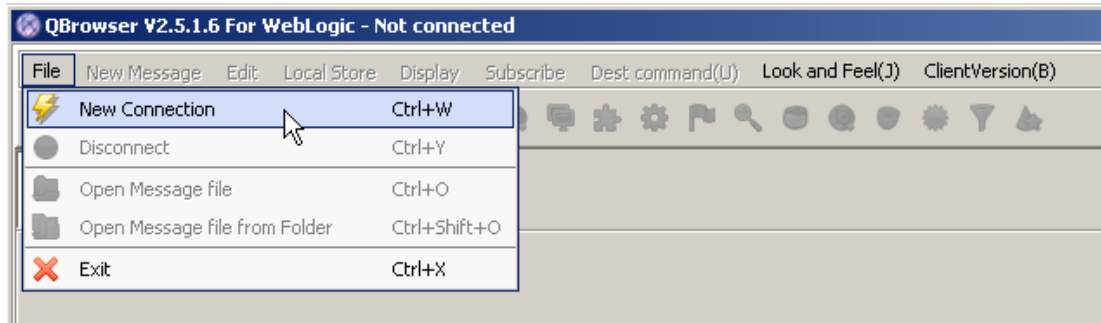 QBrowser V2.5.1.6 For WebLogic - Not connected
File New Message Edit Local Store Display Subscribe Dest command(U) Look and Feel(J) ClientVersion(B)
New Connection Ctrl+W
Disconnect Ctrl+Y
Open Message file Ctrl+O
Open Message file from Folder Ctrl+Shift+O
Exit Ctrl+X